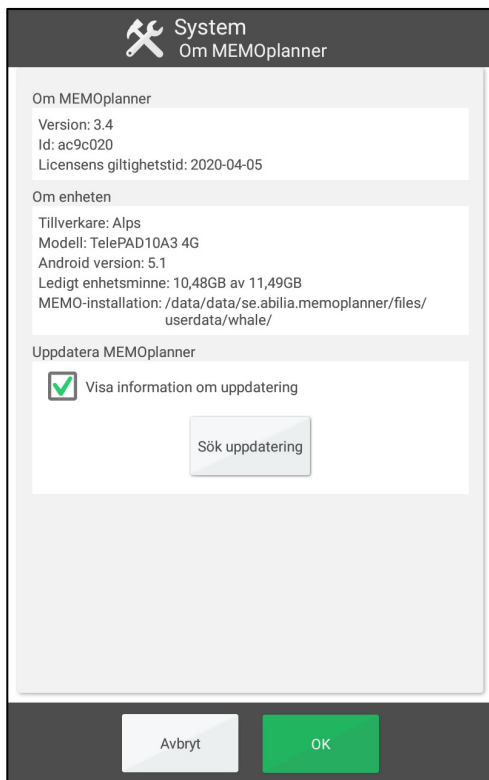 System
Om MEMOplanner
Om MEMOplanner
Version: 3.4
Id: ac9c020
Licensens giltighetstid: 2020-04-05
Om enheten
Tillverkare: Alps
Modell: TelePAD10A3 4G
Android version: 5.1
Ledigt enhetsminne: 10,48GB av 11,49GB
MEMO-installation: /data/data/se.abilia.memoplanner/files/
userdata/whale/
Uppdatera MEMOplanner
Visa information om uppdatering
Sök uppdatering
Avbryt
OK